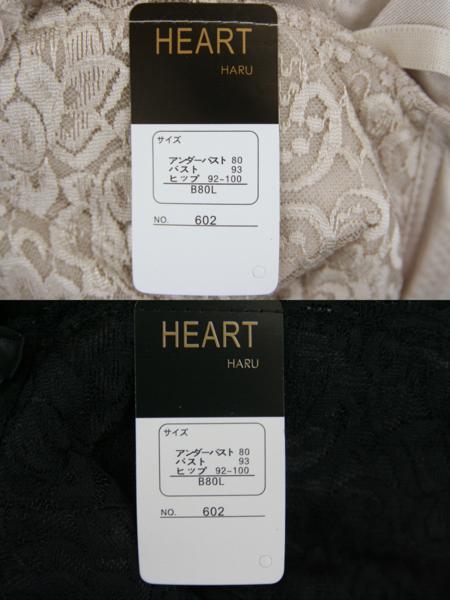 HEART
HARU
サイズ
アンダーバスト 80
バスト 93
ヒップ 92-100
B80L
NO. 602
HEART
HARU
サイズ
アンダーバスト 80
バスト 93
ヒップ 92-100
B80L
NO. 602